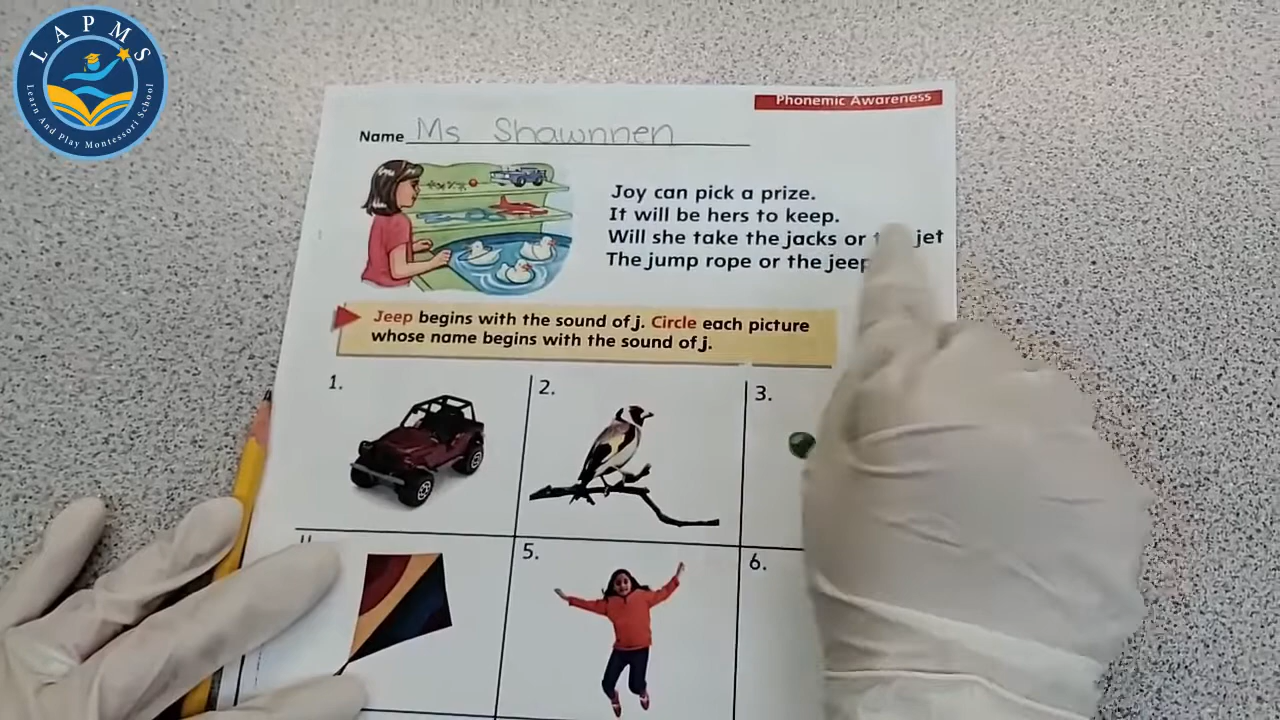 LAPMS
Learn And Play Montessori School
Phonemic Awareness
Name Ms Shawnnen
Joy can pick a prize.
It will be hers to keep.
Will she take the jacks or jet
The jump rope or the jeep
Jeep begins with the sound of j. Circle each picture
whose name begins with the sound of j.
1.
2.
3.
5.
6.